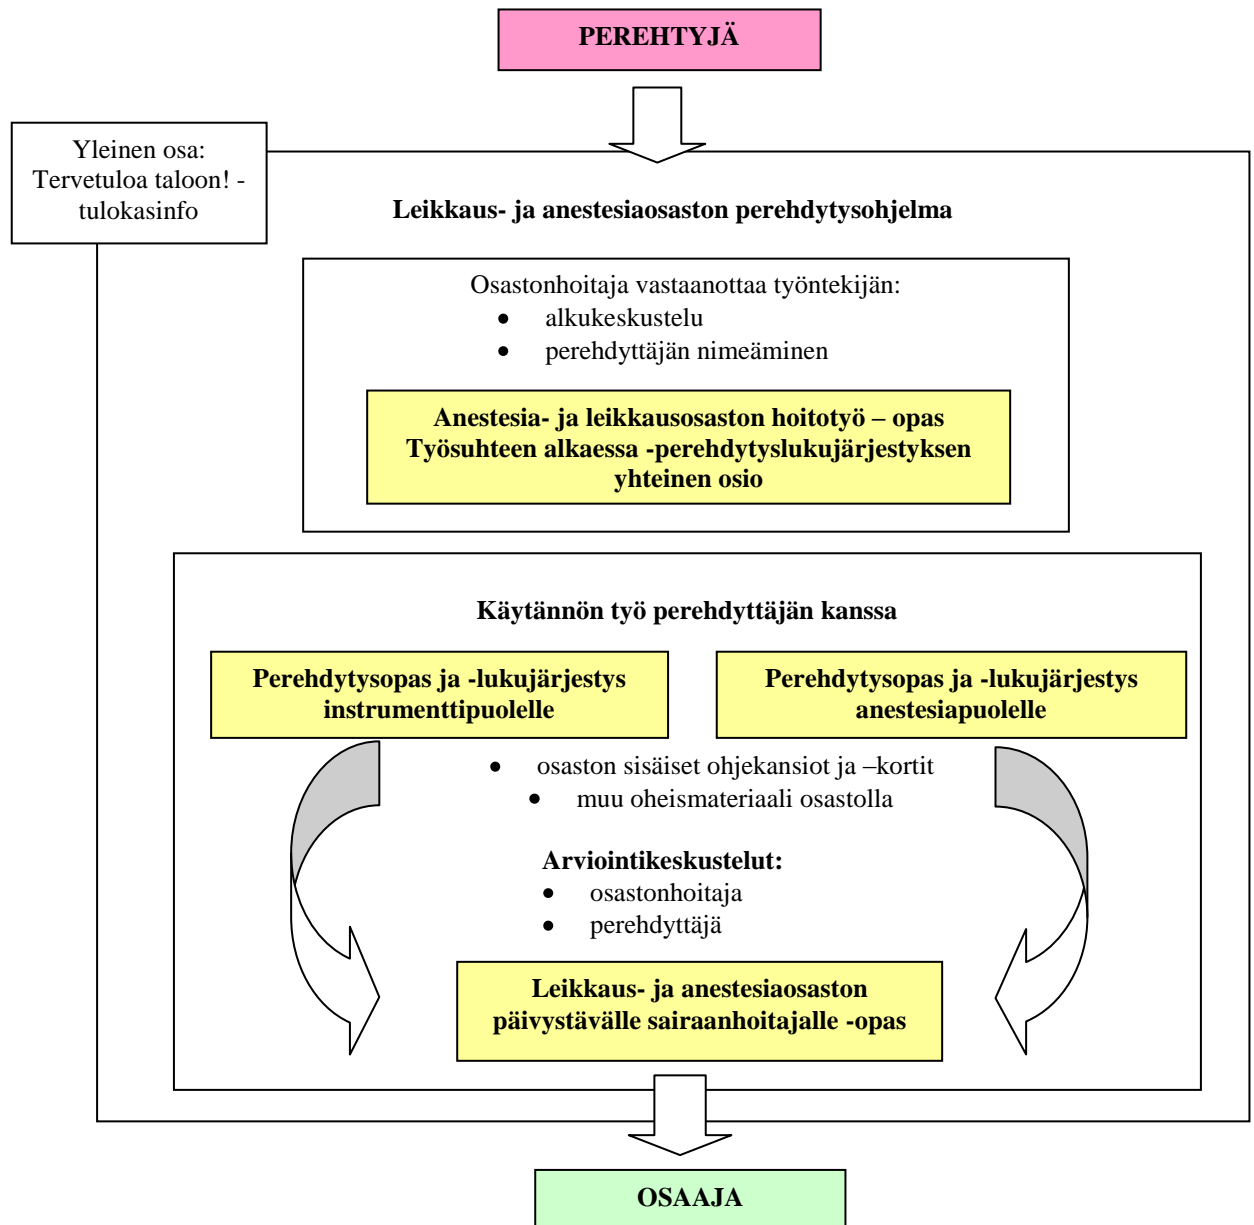 PEREHTYJÄ
Yleinen osa:
Tervetuloa taloon! -
tulokasinfo
Leikkaus- ja anestesiaosaston perehdytysohjelma
Osastonhoitaja vastaanottaa työntekijän:
• alkukeskustelu
• perehdyttäjän nimeäminen
Anestesia- ja leikkausosaston hoitotyö – opas
Työsuhteen alkaessa -perehdytyslukujärjestyksen
yhteinen osio
Käytännön työ perehdyttäjän kanssa
Perehdytysopas ja -lukujärjestys
instrumenttipuolelle
Perehdytysopas ja -lukujärjestys
anestesiapuolelle
• osaston sisäiset ohjekansiot ja –kortit
• muu oheismateriaali osastolla
Arviointikeskustelut:
• osastonhoitaja
• perehdyttäjä
Leikkaus- ja anestesiaosaston
päivystävälle sairaanhoitajalle -opas
OSAAJA